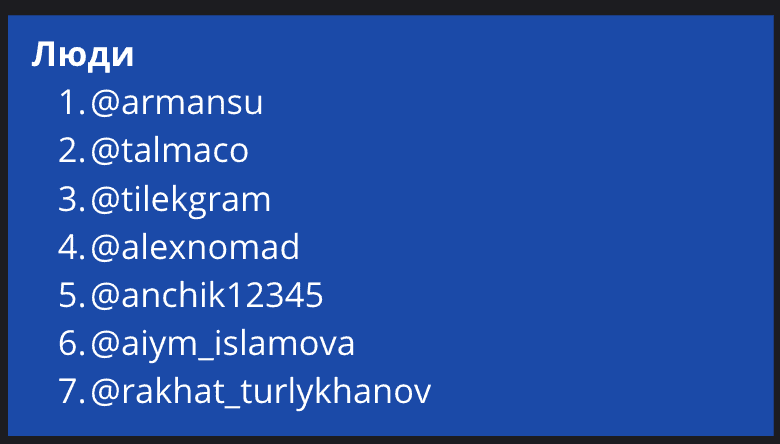 Люди
1. @armansu
2. @talmaco
3. @tilekgram
4. @alexnomad
5. @anchik12345
6. @aiym_islamova
7. @rakhat_turlykhanov